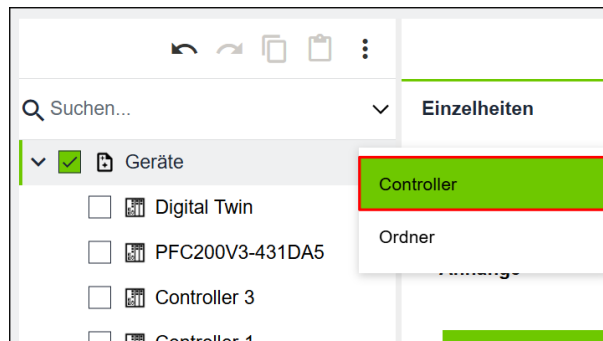 Suchen...
Einzelheiten
Geräte
Controller
Digital Twin
Ordner
PFC200V3-431DA5
Controller 3